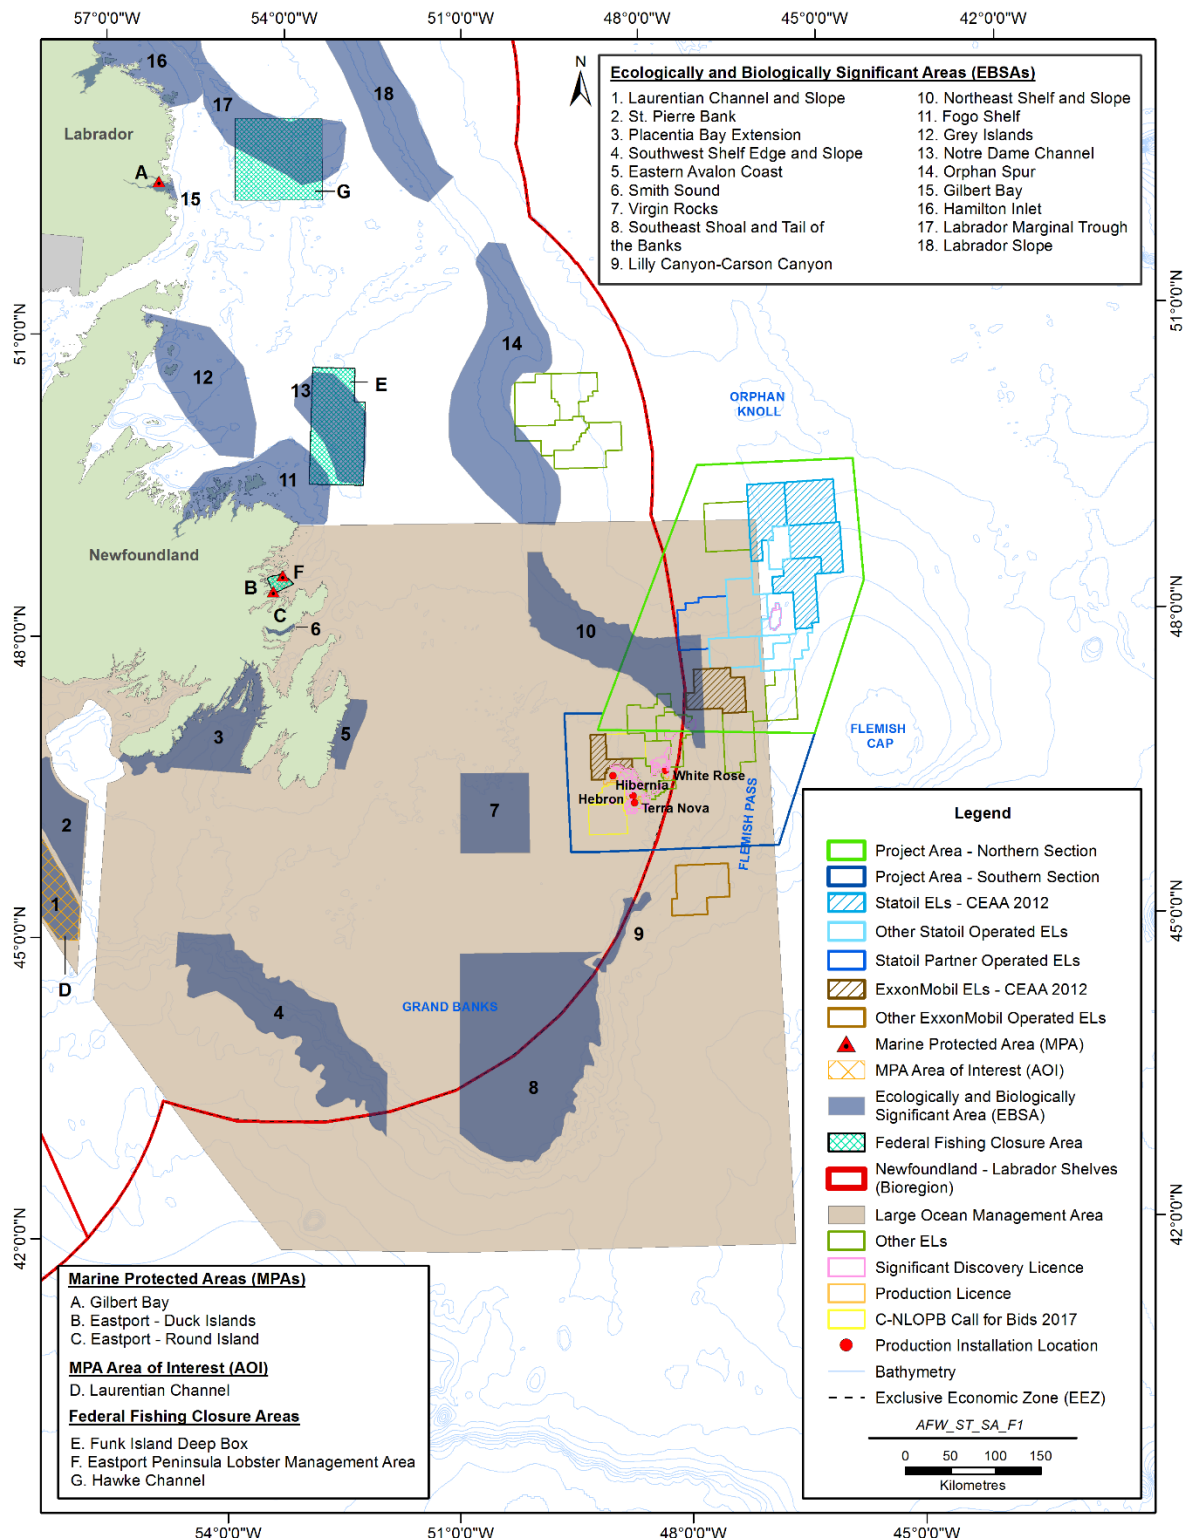 57°0'0"W 54°0'0"W 51°0'0"W 48°0'0"W 45°0'0"W 42°0'0"W
N
Ecologically and Biologically Significant Areas (EBSAs)
1. Laurentian Channel and Slope
2. St. Pierre Bank
3. Placentia Bay Extension
4. Southwest Shelf Edge and Slope
5. Eastern Avalon Coast
6. Smith Sound
7. Virgin Rocks
8. Southeast Shoal and Tail of
the Banks
9. Lilly Canyon-Carson Canyon
10. Northeast Shelf and Slope
11. Fogo Shelf
12. Grey Islands
13. Notre Dame Channel
14. Orphan Spur
15. Gilbert Bay
16. Hamilton Inlet
17. Labrador Marginal Trough
18. Labrador Slope
16
17
18
Labrador
A
15
G
51°0'0"N
51°0'0"N
14
12
13
E
ORPHAN
KNOLL
11
Newfoundland
F
B
C
6
48°0'0"N
48°0'0"N
10
3
5
FLEMISH
CAP
White Rose
Hibernia
Hebron
Terra Nova
7
FLEMISH PASS
2
1
45°0'0"N
45°0'0"N
9
D
4
GRAND BANKS
8
42°0'0"N
42°0'0"N
Legend
Project Area - Northern Section
Project Area - Southern Section
Statoil ELs - CEAA 2012
Other Statoil Operated ELs
Statoil Partner Operated ELs
ExxonMobil ELs - CEAA 2012
Other ExxonMobil Operated ELs
Marine Protected Area (MPA)
MPA Area of Interest (AOI)
Ecologically and Biologically
Significant Area (EBSA)
Federal Fishing Closure Area
Newfoundland - Labrador Shelves
(Bioregion)
Large Ocean Management Area
Other ELs
Significant Discovery Licence
Production Licence
C-NLOPB Call for Bids 2017
Production Installation Location
Bathymetry
Exclusive Economic Zone (EEZ)
AFW_ST_SA_F1
0 50 100 150
Kilometres
Marine Protected Areas (MPAs)
A. Gilbert Bay
B. Eastport - Duck Islands
C. Eastport - Round Island
MPA Area of Interest (AOI)
D. Laurentian Channel
Federal Fishing Closure Areas
E. Funk Island Deep Box
F. Eastport Peninsula Lobster Management Area
G. Hawke Channel
54°0'0"W 51°0'0"W 48°0'0"W 45°0'0"W